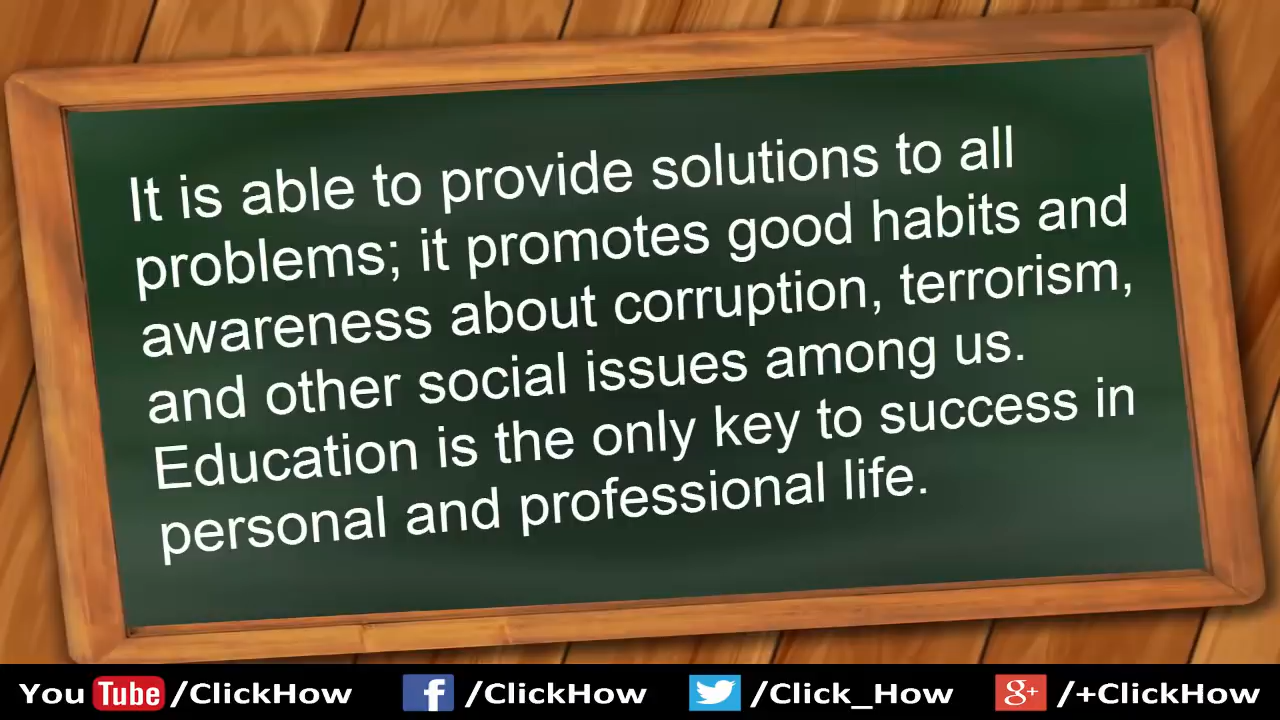 It is able to provide solutions to all
problems; it promotes good habits and
awareness about corruption, terrorism,
and other social issues among us.
Education is the only key to success in
personal and professional life.
You Tube /ClickHow f /ClickHow /Click_How g+ /+ClickHow